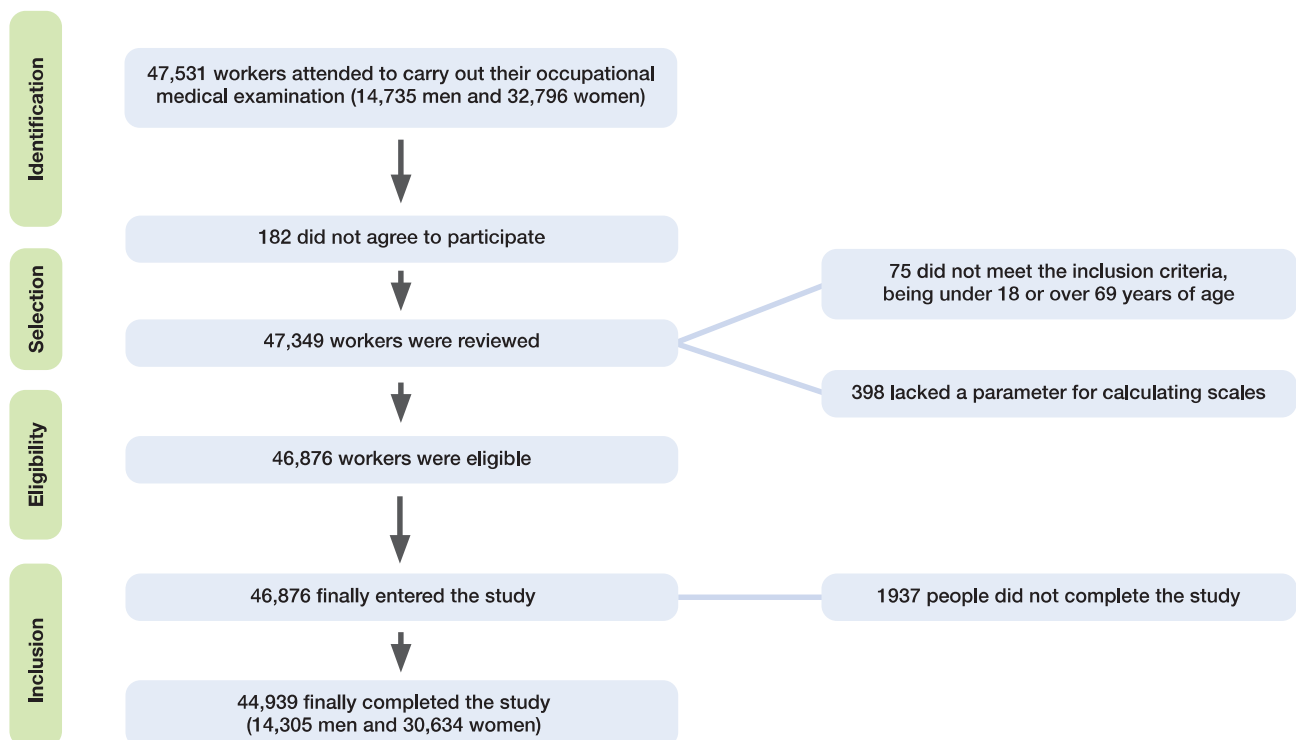 Identification
47,531 workers attended to carry out their occupational
medical examination (14,735 men and 32,796 women)
182 did not agree to participate
Selection
75 did not meet the inclusion criteria,
being under 18 or over 69 years of age
47,349 workers were reviewed
398 lacked a parameter for calculating scales
Eligibility
46,876 workers were eligible
Inclusion
46,876 finally entered the study
1937 people did not complete the study
44,939 finally completed the study
(14,305 men and 30,634 women)